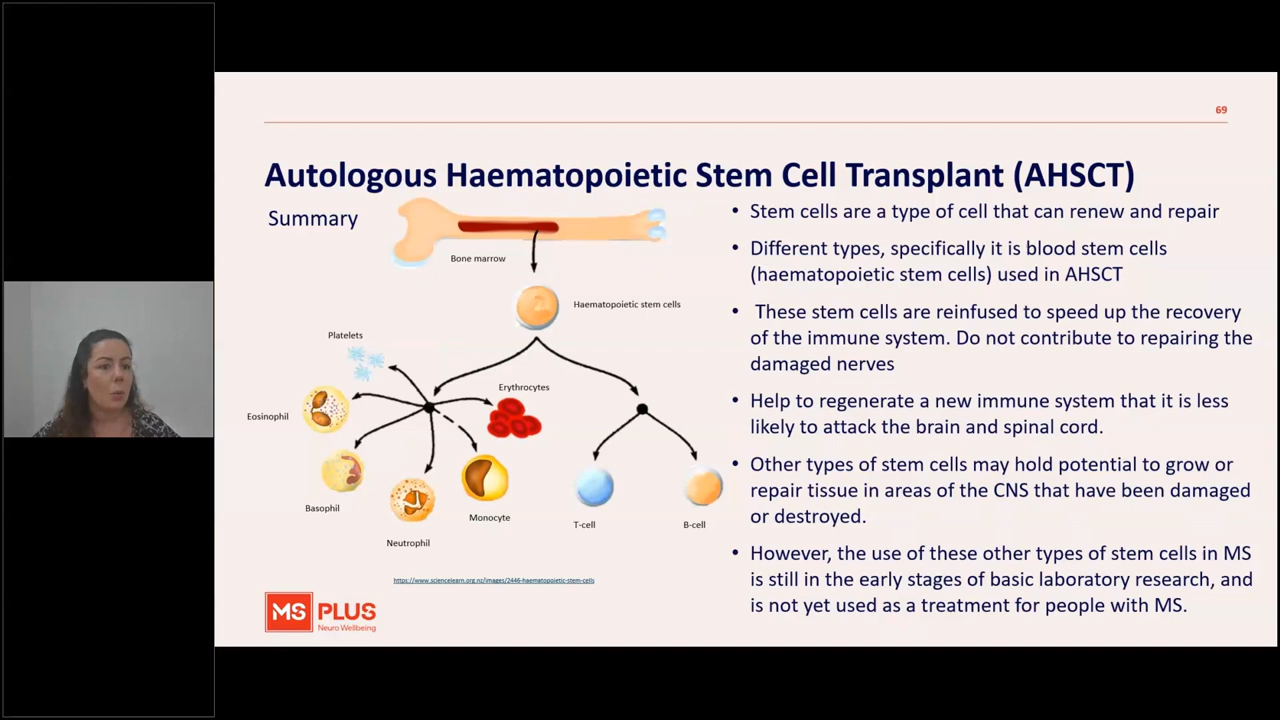 69
Autologous Haematopoietic Stem Cell Transplant (AHSCT)
Summary
Bone marrow
Haematopoietic stem cells
Platelets
Erythrocytes
Eosinophil
Basophil
Neutrophil
Monocyte
T-cell
B-cell
https://www.sciencelearn.org.nz/images/2446-haematopoietic-stem-cells
MS PLUS
Neuro Wellbeing
• Stem cells are a type of cell that can renew and repair
• Different types, specifically it is blood stem cells
(haematopoietic stem cells) used in AHSCT
• These stem cells are reinfused to speed up the recovery
of the immune system. Do not contribute to repairing the
damaged nerves
• Help to regenerate a new immune system that it is less
likely to attack the brain and spinal cord.
• Other types of stem cells may hold potential to grow or
repair tissue in areas of the CNS that have been damaged
or destroyed.
• However, the use of these other types of stem cells in MS
is still in the early stages of basic laboratory research, and
is not yet used as a treatment for people with MS.